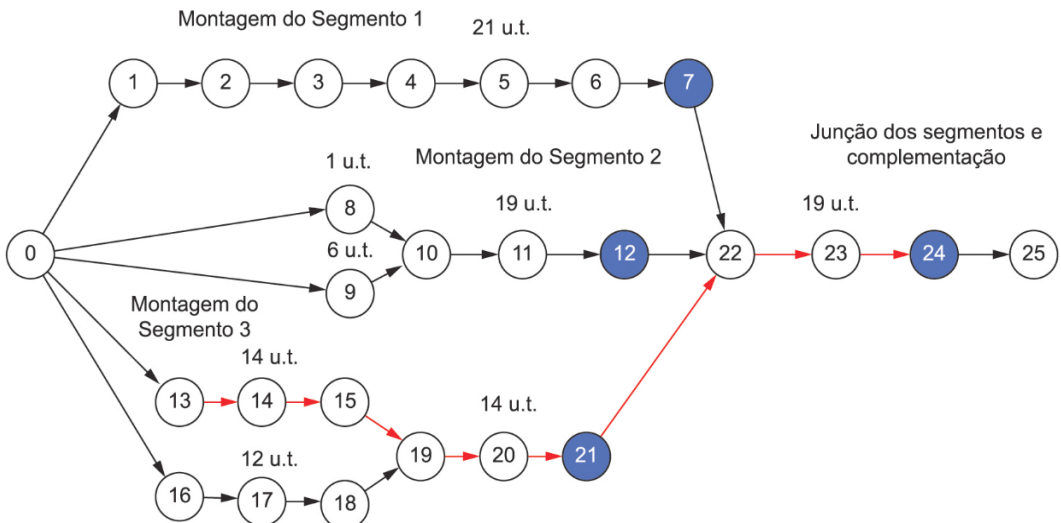 Montagem do Segmento 1
21 u.t.
1
2
3
4
5
6
7
Junção dos segmentos e
complementação
1 u.t.
Montagem do Segmento 2
19 u.t.
19 u.t.
8
6 u.t.
0
10
11
12
22
23
24
25
9
Montagem do
Segmento 3
14 u.t.
14 u.t.
13
14
15
19
20
21
12 u.t.
16
17
18